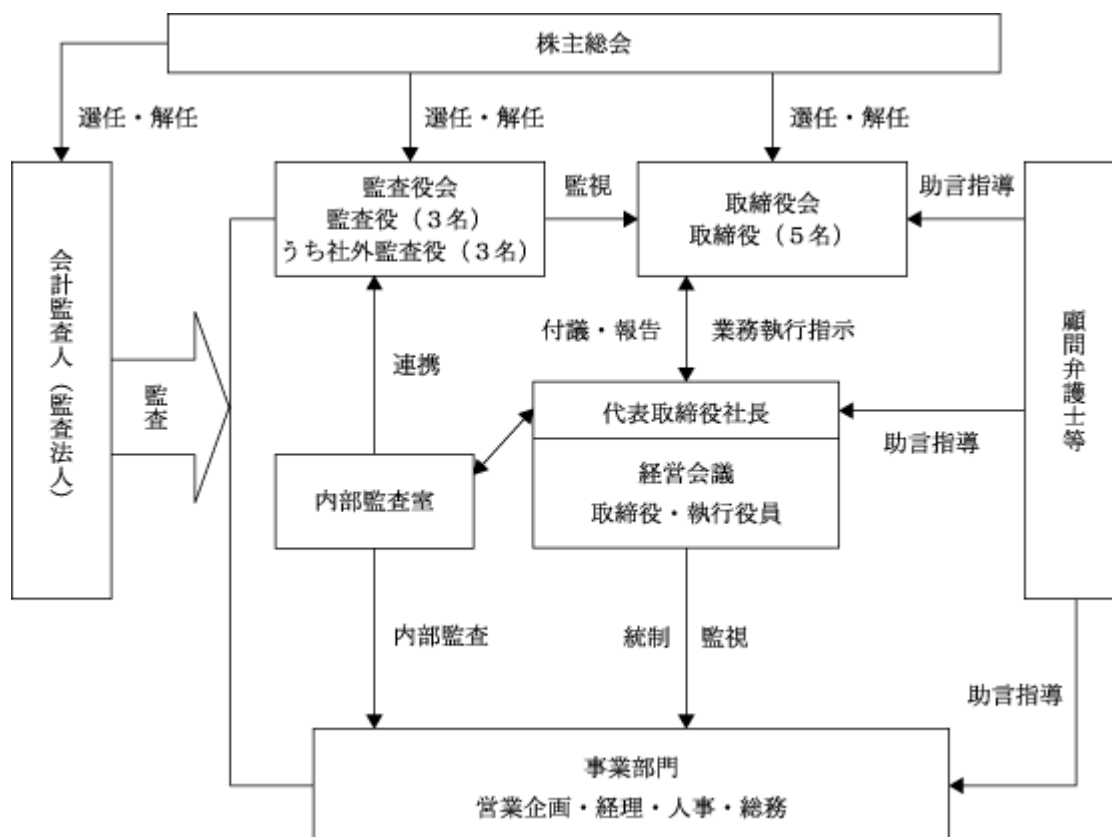 株主総会
選任・解任
選任・解任
選任・解任
監査役会
監査役（３名）
うち社外監査役（３名）
監視
取締役会
取締役（５名）
助言指導
会計監査人（監査法人）
監査
連携
付議・報告
業務執行指示
顧問弁護士等
代表取締役社長
助言指導
経営会議
取締役・執行役員
内部監査室
内部監査
統制
監視
助言指導
事業部門
営業企画・経理・人事・総務